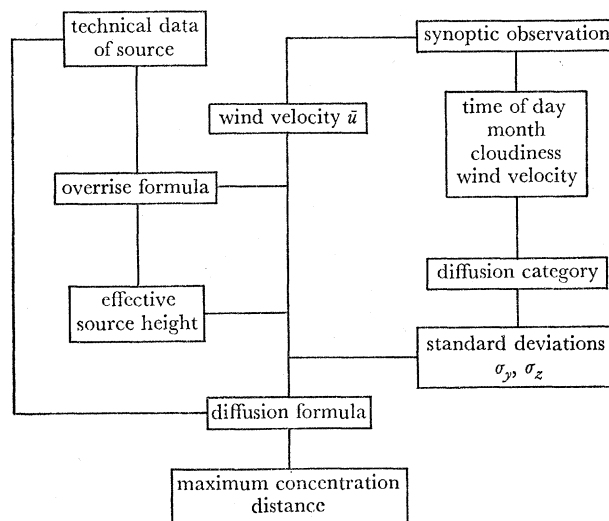 technical data
of source
synoptic observation
wind velocity ū
time of day
month
cloudiness
wind velocity
overrise formula
diffusion category
effective
source height
standard deviations
σy, σz
diffusion formula
maximum concentration
distance